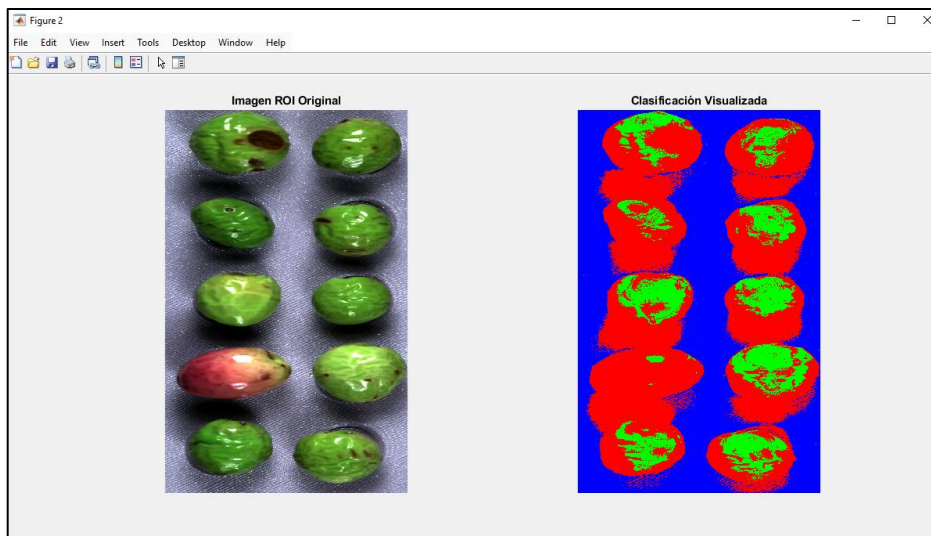 Figure 2
File Edit View Insert Tools Desktop Window Help
Imagen ROI Original
Clasificación Visualizada